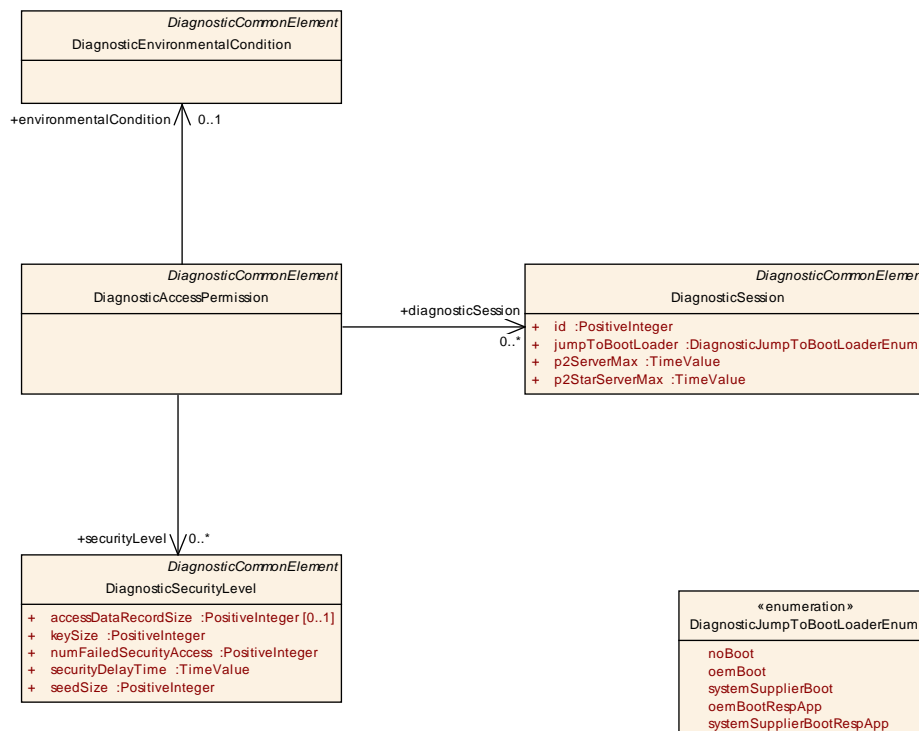 DiagnosticCommonElement
DiagnosticEnvironmentalCondition
+environmentalCondition 0..1
DiagnosticCommonElement
DiagnosticAccessPermission
+diagnosticSession
0..*
DiagnosticCommonElemen
DiagnosticSession
+ id :PositiveInteger
+ jumpToBootLoader :DiagnosticJumpToBootLoaderEnum
+ p2ServerMax :TimeValue
+ p2StarServerMax :TimeValue
+securityLevel 0..*
DiagnosticCommonElement
DiagnosticSecurityLevel
+ accessDataRecordSize :PositiveInteger [0..1]
+ keySize :PositiveInteger
+ numFailedSecurityAccess :PositiveInteger
+ securityDelayTime :TimeValue
+ seedSize :PositiveInteger
«enumeration»
DiagnosticJumpToBootLoaderEnum
noBoot
oemBoot
systemSupplierBoot
oemBootRespApp
systemSupplierBootRespApp